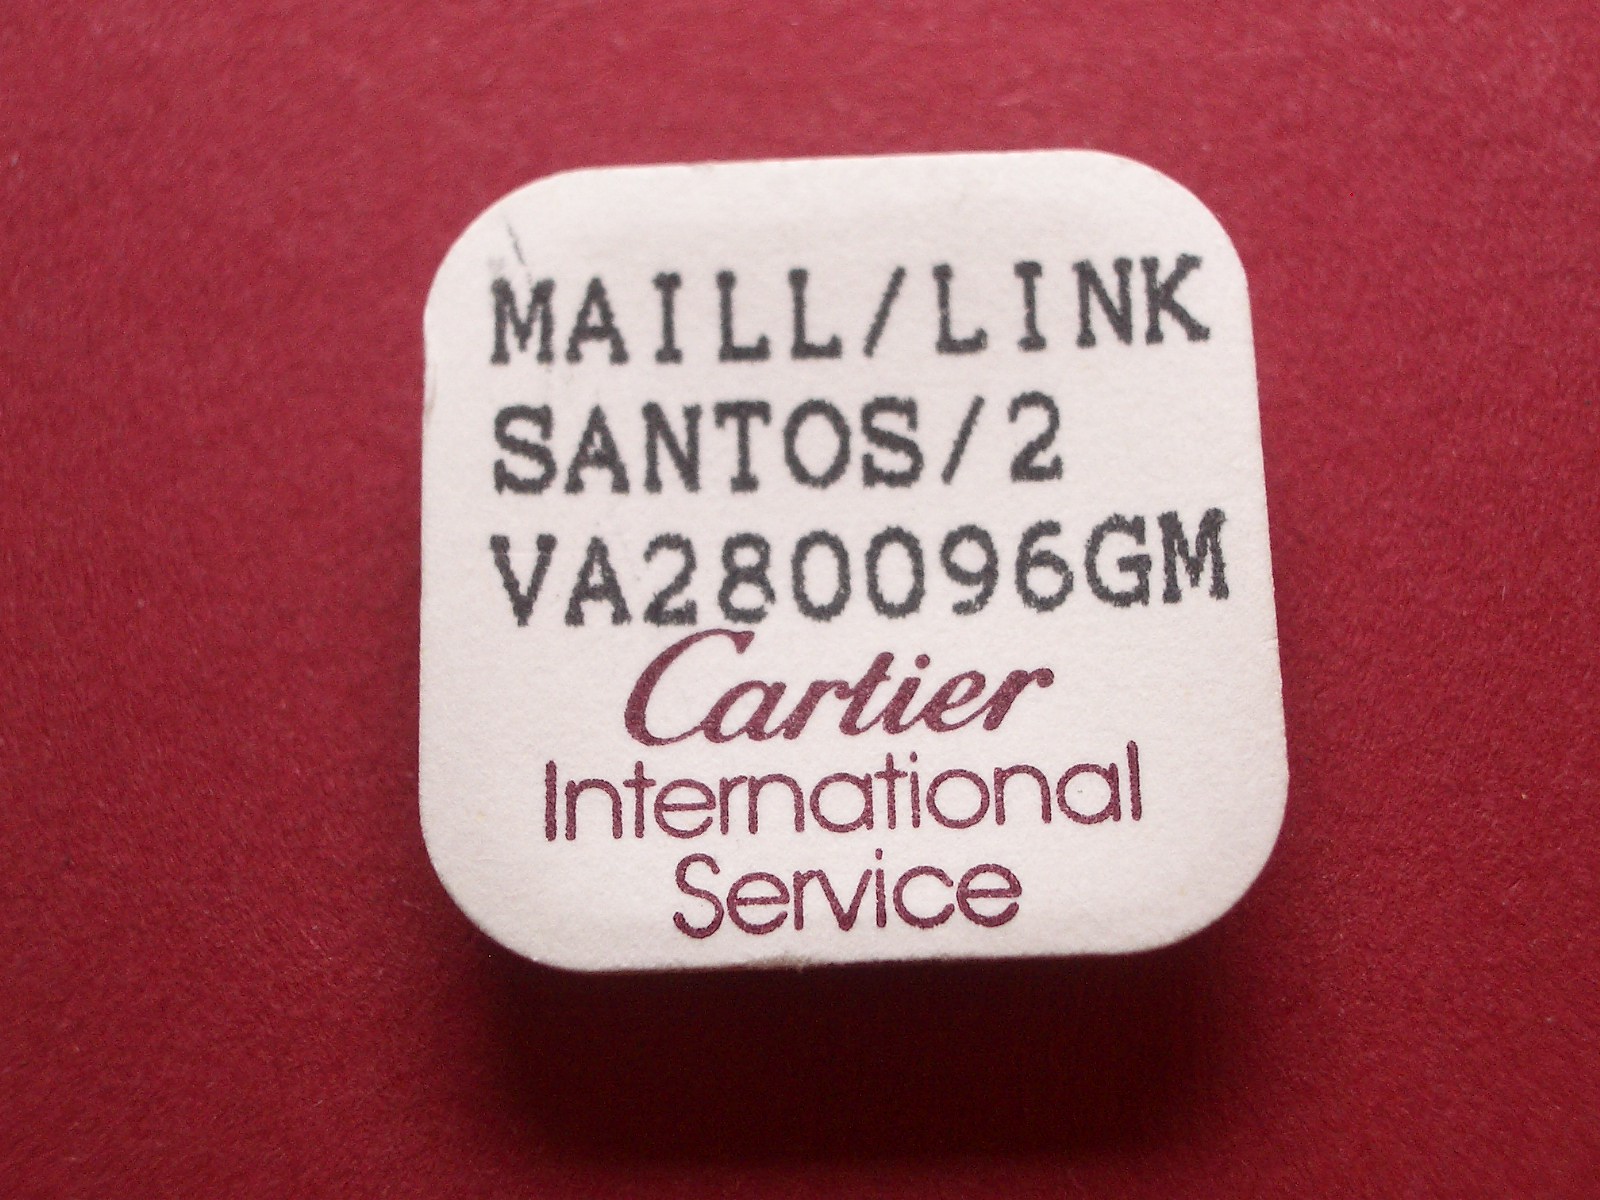 MAILL/LINK
SANTOS/2
VA280096GM
Cartier
International
Service